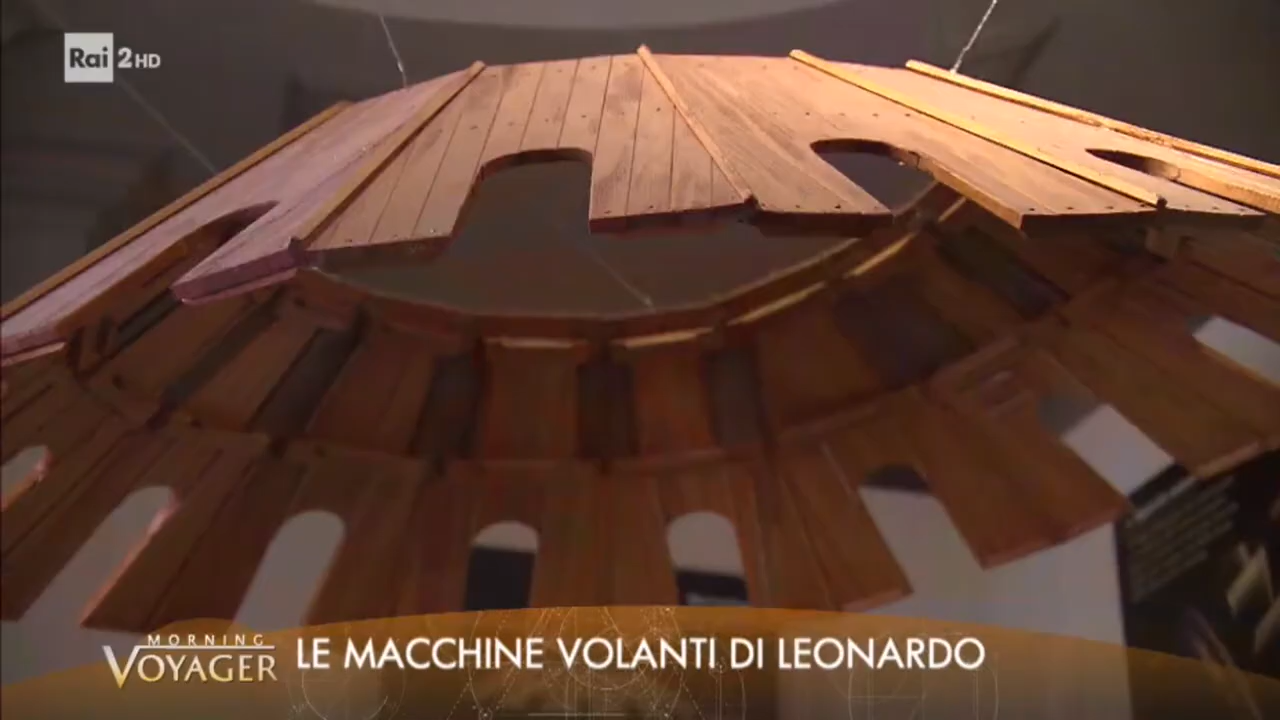 Rai 2HD
MORNING
VOYAGER
LE MACCHINE VOLANTI DI LEONARDO